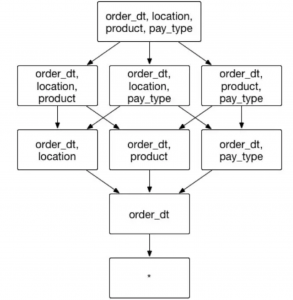 order_dt, location,
product, pay_type
order_dt,
location,
product
order_dt,
location,
pay_type
order_dt,
product,
pay_type
order_dt,
location
order_dt,
product
order_dt,
pay_type
order_dt
*